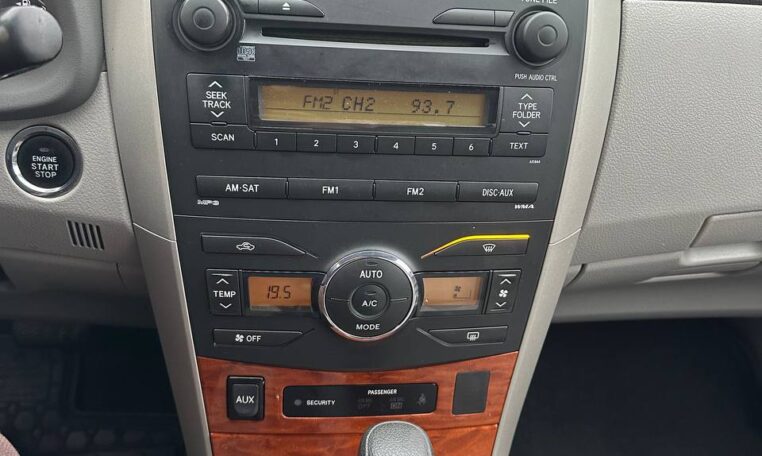 TUNE·FILE
PUSH AUDIO CTRL
SEEK
TRACK
FM2 CH2 93.7
TYPE
FOLDER
SCAN
1 2 3 4 5 6
TEXT
AM·SAT
FM1
FM2
DISC·AUX
MP3
WMA
ENGINE
START
STOP
AUTO
TEMP
19.5
A/C
MODE
OFF
AUX
PASSENGER
SECURITY